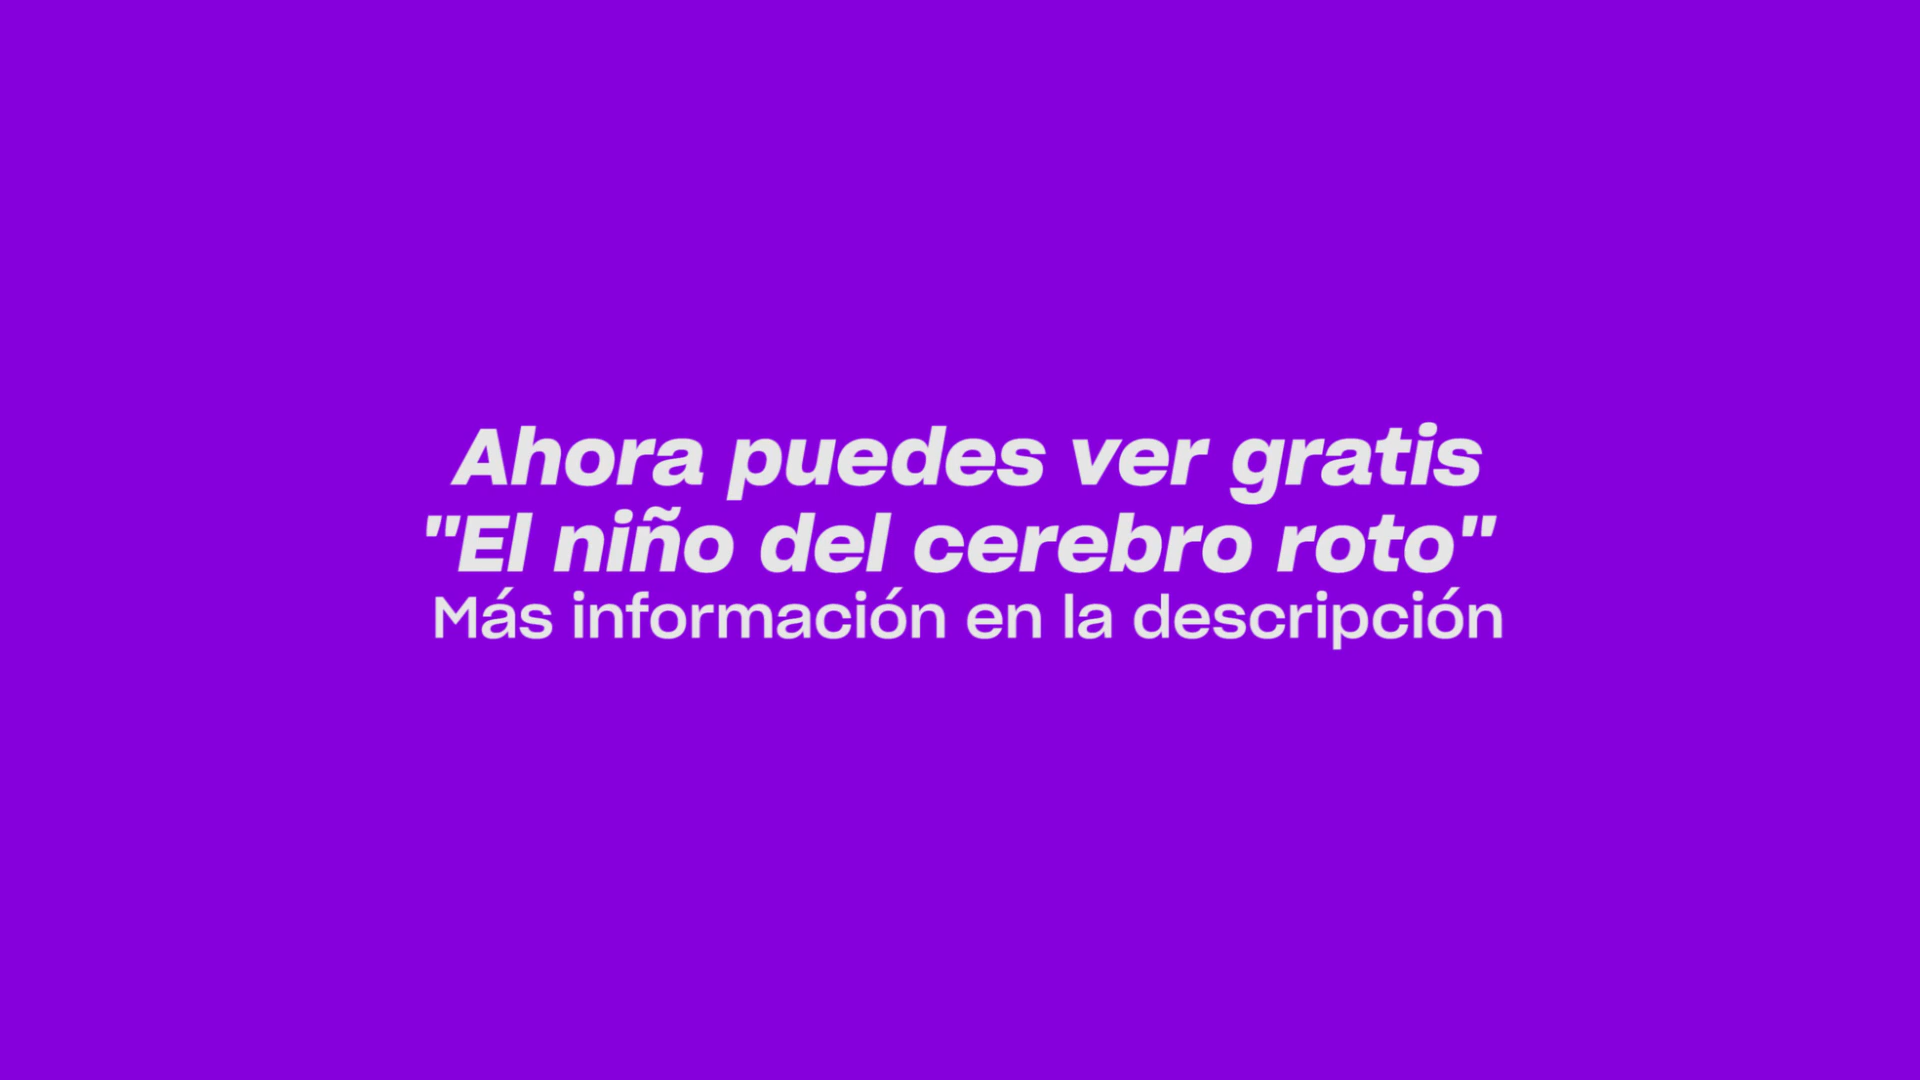 Ahora puedes ver gratis
"El niño del cerebro roto"
Más información en la descripción